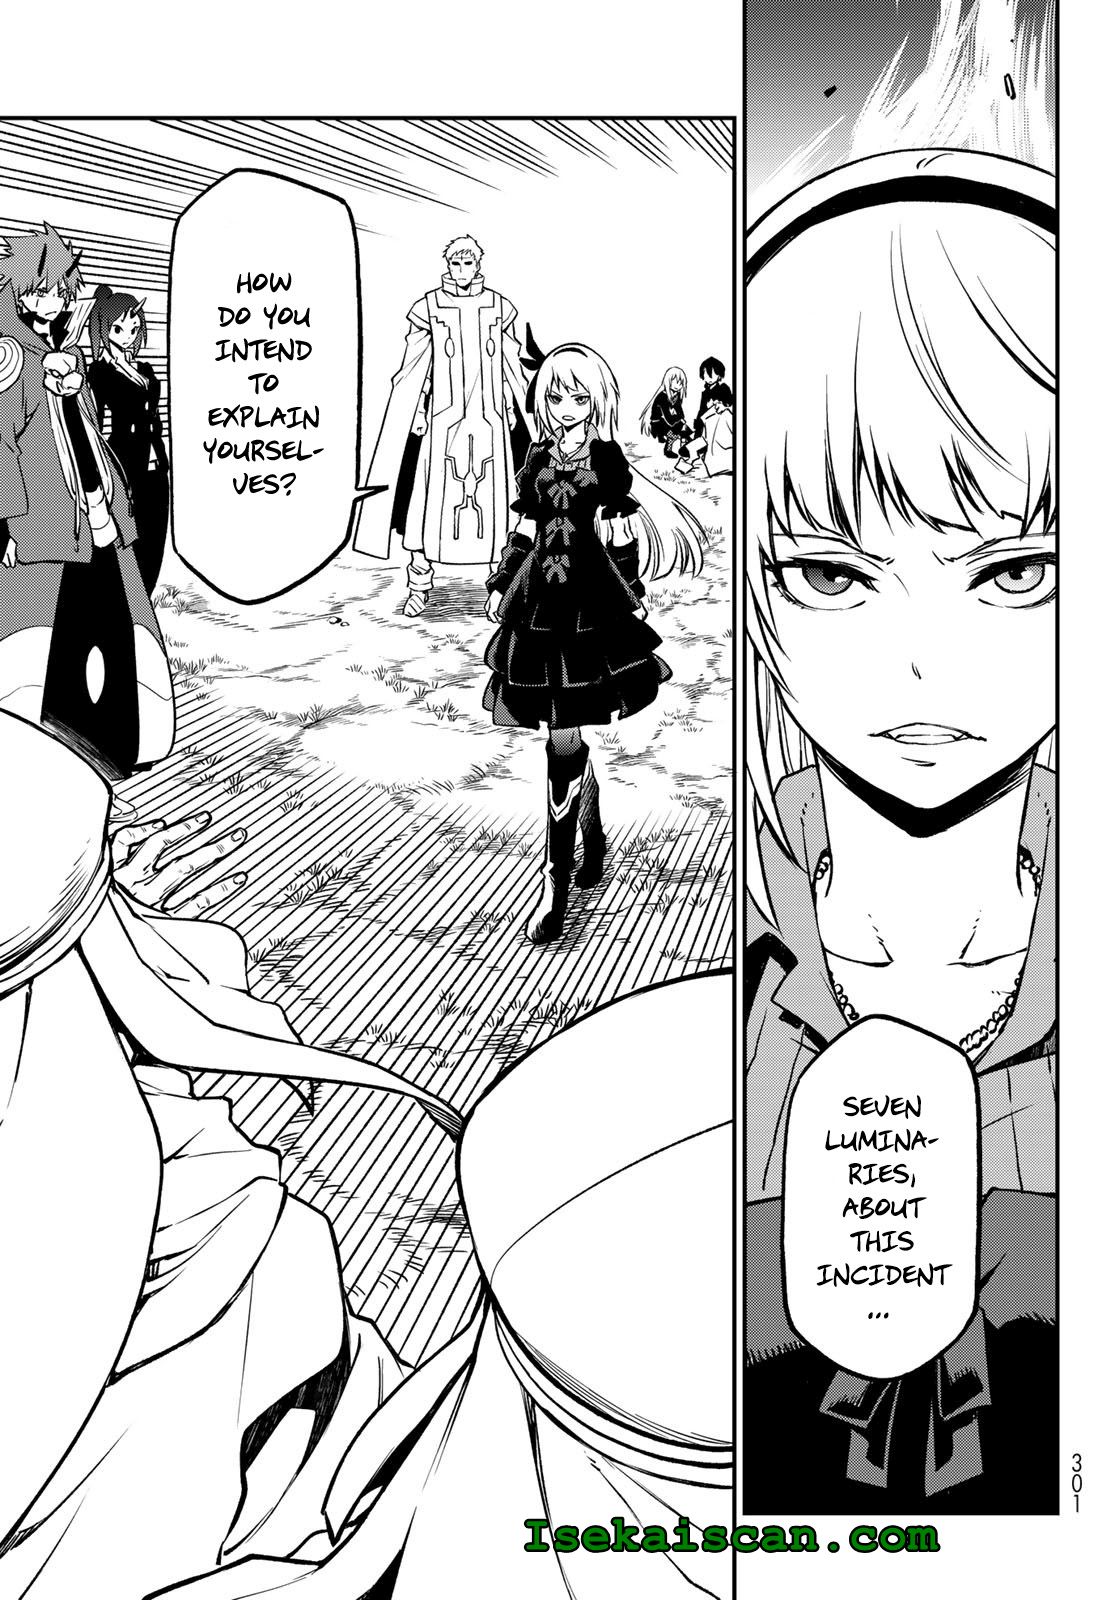 SEVEN
LUMINA-
RIES,
ABOUT
THIS
INCIDENT
...
HOW
DO YOU
INTEND
TO
EXPLAIN
YOURSEL-
VES?
301
Isekaiscan.com